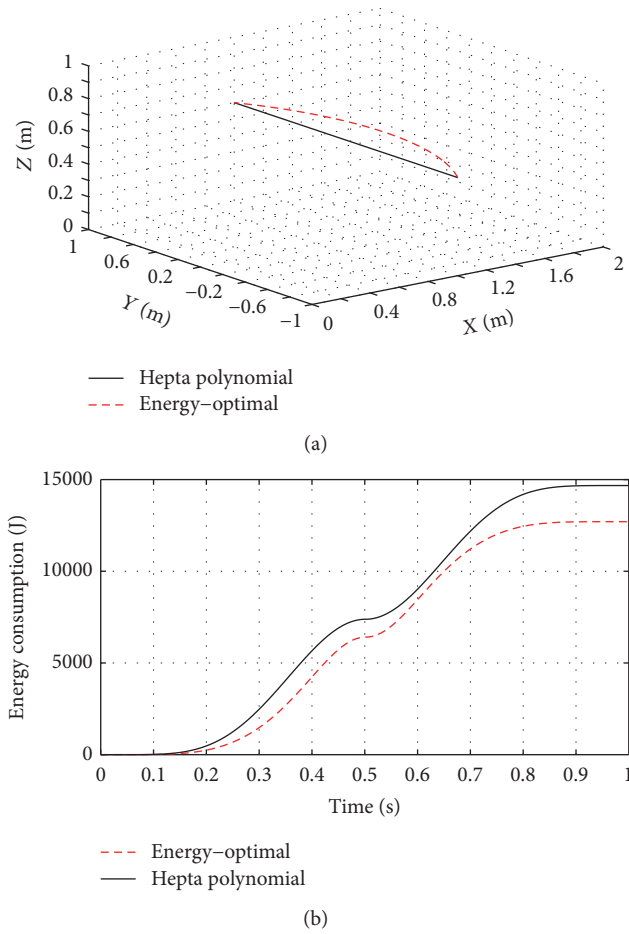 1
0.8
0.6
0.4
0.2
0
Z (m)
1
0.6
0.2
−0.2
−0.6
−1
Y (m)
0
0.4
0.8
1.2
1.6
2
X (m)
Hepta polynomial
Energy−optimal
(a)
15000
10000
5000
0
Energy consumption (J)
0 0.1 0.2 0.3 0.4 0.5 0.6 0.7 0.8 0.9 1
Time (s)
Energy−optimal
Hepta polynomial
(b)